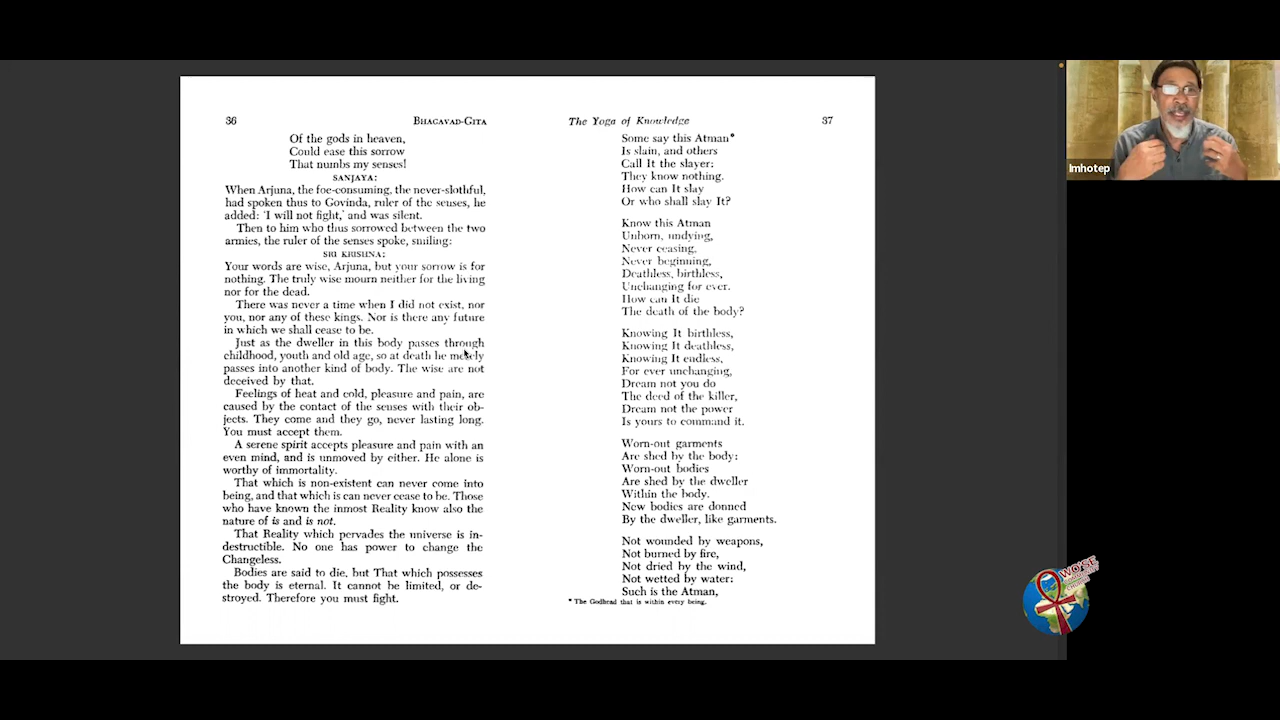 36
BHAGAVAD-GITA
Of the gods in heaven,
Could ease this sorrow
That numbs my senses!
SANJAYA:
When Arjuna, the foe-consuming, the never-slothful,
had spoken thus to Govinda, ruler of the senses, he
added: 'I will not fight,' and was silent.
Then to him who thus sorrowed between the two
armies, the ruler of the senses spoke, smiling:
SRI KRISHNA:
Your words are wise, Arjuna, but your sorrow is for
nothing. The truly wise mourn neither for the living
nor for the dead.
There was never a time when I did not exist, nor
you, nor any of these kings. Nor is there any future
in which we shall cease to be.
Just as the dweller in this body passes through
childhood, youth and old age, so at death he merely
passes into another kind of body. The wise are not
deceived by that.
Feelings of heat and cold, pleasure and pain, are
caused by the contact of the senses with their ob-
jects. They come and they go, never lasting long.
You must accept them.
A serene spirit accepts pleasure and pain with an
even mind, and is unmoved by either. He alone is
worthy of immortality.
That which is non-existent can never come into
being, and that which is can never cease to be. Those
who have known the inmost Reality know also the
nature of is and is not.
That Reality which pervades the universe is in-
destructible. No one has power to change the
Changeless.
Bodies are said to die, but That which possesses
the body is eternal. It cannot be limited, or de-
stroyed. Therefore you must fight.
The Yoga of Knowledge
37
Some say this Atman*
Is slain, and others
Call It the slayer:
They know nothing.
How can It slay
Or who shall slay It?
Know this Atman
Unborn, undying,
Never ceasing,
Never beginning,
Deathless, birthless,
Unchanging for ever.
How can It die
The death of the body?
Knowing It birthless,
Knowing It deathless,
Knowing It endless,
For ever unchanging,
Dream not you do
The deed of the killer,
Dream not the power
Is yours to command it.
Worn-out garments
Are shed by the body:
Worn-out bodies
Are shed by the dweller
Within the body.
New bodies are donned
By the dweller, like garments.
Not wounded by weapons,
Not burned by fire,
Not dried by the wind,
Not wetted by water:
Such is the Atman,
* The Godhead that is within every being.
Imhotep
WO'SE